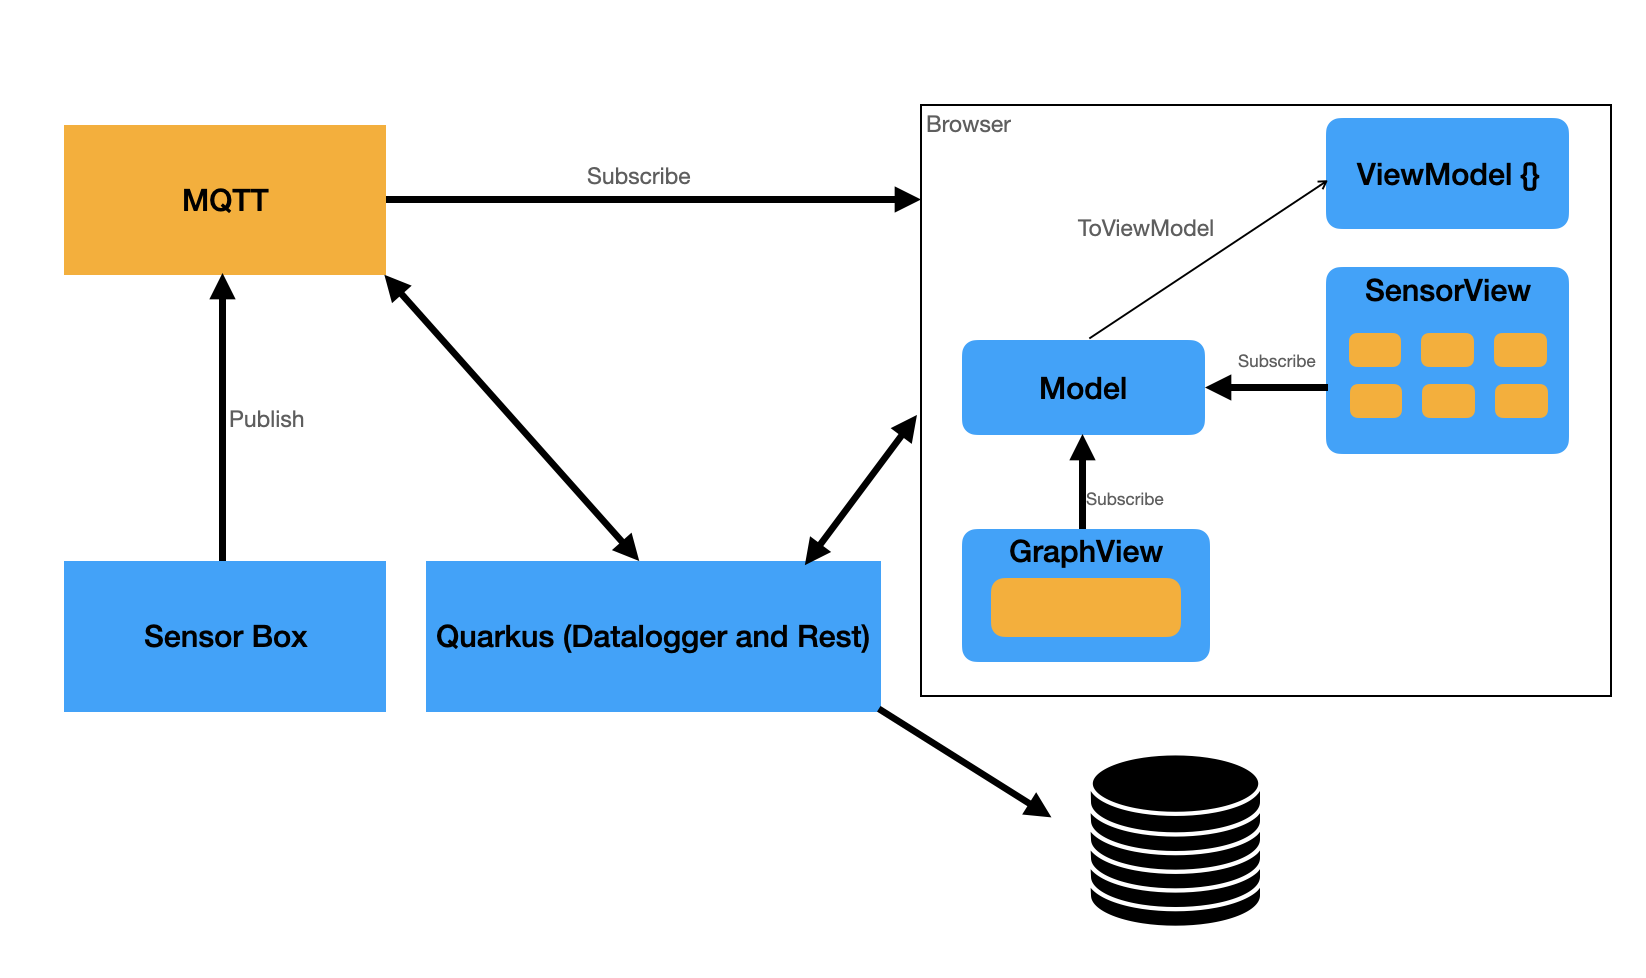 Browser
ViewModel {}
MQTT
Subscribe
ToViewModel
SensorView
Subscribe
Model
Publish
Subscribe
GraphView
Sensor Box
Quarkus (Datalogger and Rest)